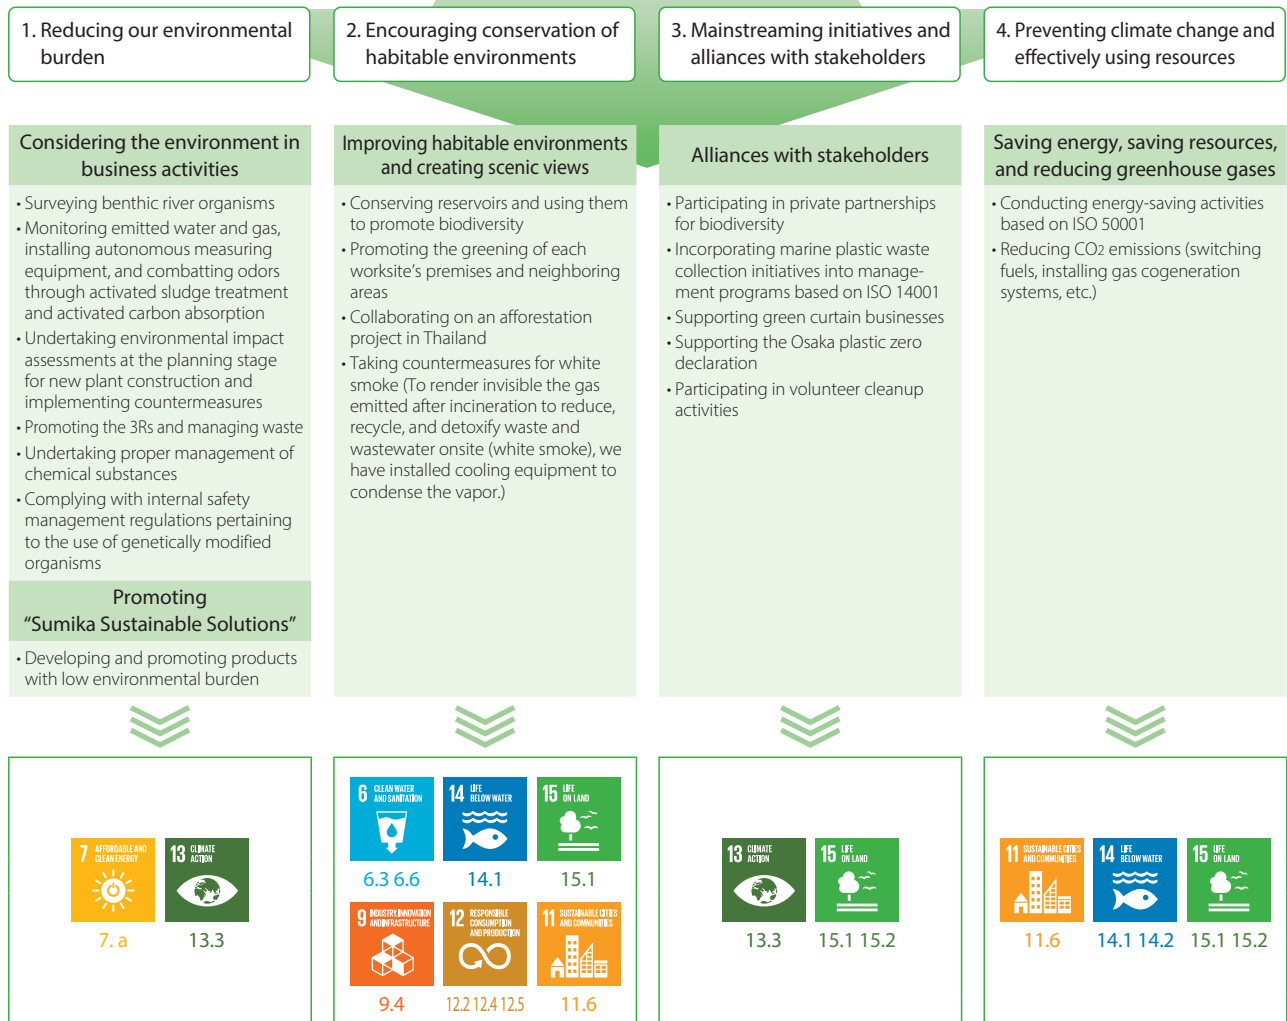 1. Reducing our environmental
burden
2. Encouraging conservation of
habitable environments
3. Mainstreaming initiatives and
alliances with stakeholders
4. Preventing climate change and
effectively using resources
Considering the environment in
business activities
• Surveying benthic river organisms
• Monitoring emitted water and gas,
installing autonomous measuring
equipment, and combatting odors
through activated sludge treatment
and activated carbon absorption
• Undertaking environmental impact
assessments at the planning stage
for new plant construction and
implementing countermeasures
• Promoting the 3Rs and managing waste
• Undertaking proper management of
chemical substances
• Complying with internal safety
management regulations pertaining
to the use of genetically modified
organisms
Promoting
“Sumika Sustainable Solutions”
• Developing and promoting products
with low environmental burden
Improving habitable environments
and creating scenic views
• Conserving reservoirs and using them
to promote biodiversity
• Promoting the greening of each
worksite’s premises and neighboring
areas
• Collaborating on an afforestation
project in Thailand
• Taking countermeasures for white
smoke (To render invisible the gas
emitted after incineration to reduce,
recycle, and detoxify waste and
wastewater onsite (white smoke), we
have installed cooling equipment to
condense the vapor.)
Alliances with stakeholders
• Participating in private partnerships
for biodiversity
• Incorporating marine plastic waste
collection initiatives into manage-
ment programs based on ISO 14001
• Supporting green curtain businesses
• Supporting the Osaka plastic zero
declaration
• Participating in volunteer cleanup
activities
Saving energy, saving resources,
and reducing greenhouse gases
• Conducting energy-saving activities
based on ISO 50001
• Reducing CO2 emissions (switching
fuels, installing gas cogeneration
systems, etc.)
7 AFFORDABLE AND
CLEAN ENERGY
7. a
13 CLIMATE
ACTION
13.3
6 CLEAN WATER
AND SANITATION
6.3 6.6
14 LIFE
BELOW WATER
14.1
15 LIFE
ON LAND
15.1
9 INDUSTRY, INNOVATION
AND INFRASTRUCTURE
9.4
12 RESPONSIBLE
CONSUMPTION
AND PRODUCTION
12.2 12.4 12.5
11 SUSTAINABLE CITIES
AND COMMUNITIES
11.6
13 CLIMATE
ACTION
13.3
15 LIFE
ON LAND
15.1 15.2
11 SUSTAINABLE CITIES
AND COMMUNITIES
11.6
14 LIFE
BELOW WATER
14.1 14.2
15 LIFE
ON LAND
15.1 15.2